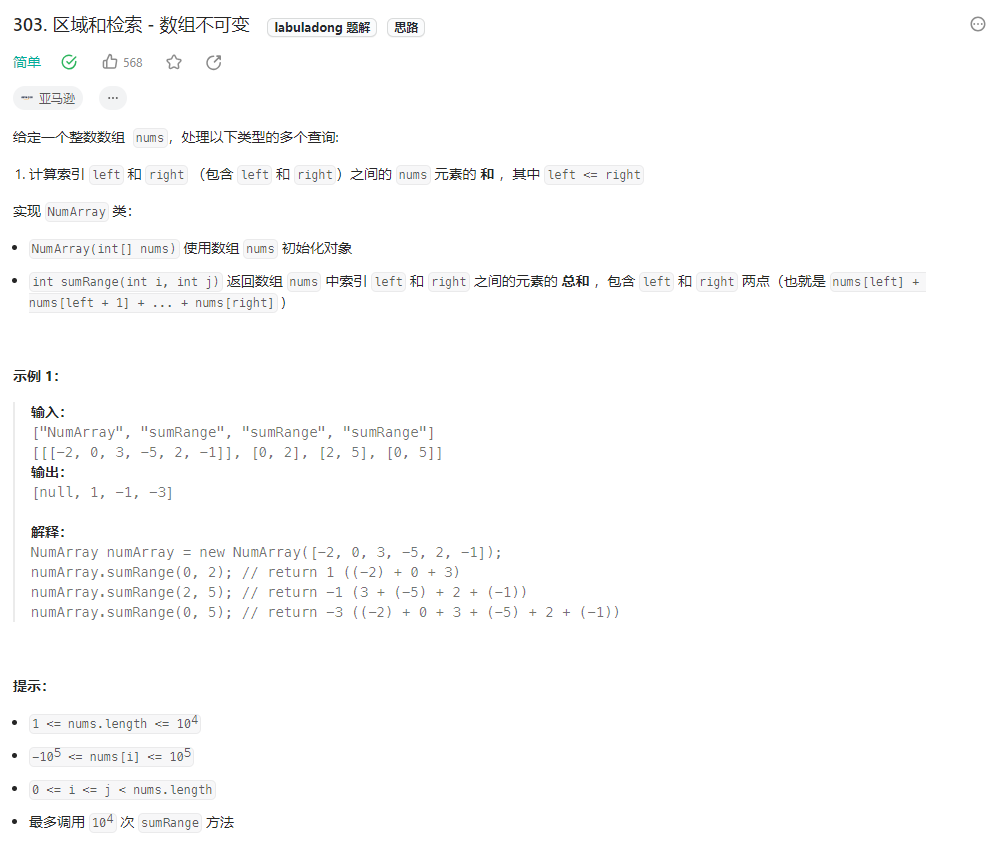 303. 区域和检索 - 数组不可变 labuladong 题解 思路
简单 568
亚马逊 ...
给定一个整数数组 nums，处理以下类型的多个查询:
1. 计算索引 left 和 right （包含 left 和 right）之间的 nums 元素的 和 ，其中 left <= right
实现 NumArray 类：
• NumArray(int[] nums) 使用数组 nums 初始化对象
• int sumRange(int i, int j) 返回数组 nums 中索引 left 和 right 之间的元素的 总和 ，包含 left 和 right 两点（也就是 nums[left] +
nums[left + 1] + ... + nums[right] )
示例 1：
输入：
["NumArray", "sumRange", "sumRange", "sumRange"]
[[[-2, 0, 3, -5, 2, -1]], [0, 2], [2, 5], [0, 5]]
输出：
[null, 1, -1, -3]
解释：
NumArray numArray = new NumArray([-2, 0, 3, -5, 2, -1]);
numArray.sumRange(0, 2); // return 1 ((-2) + 0 + 3)
numArray.sumRange(2, 5); // return -1 (3 + (-5) + 2 + (-1))
numArray.sumRange(0, 5); // return -3 ((-2) + 0 + 3 + (-5) + 2 + (-1))
提示：
• 1 <= nums.length <= 10⁴
• -10⁵ <= nums[i] <= 10⁵
• 0 <= i <= j < nums.length
• 最多调用 10⁴ 次 sumRange 方法